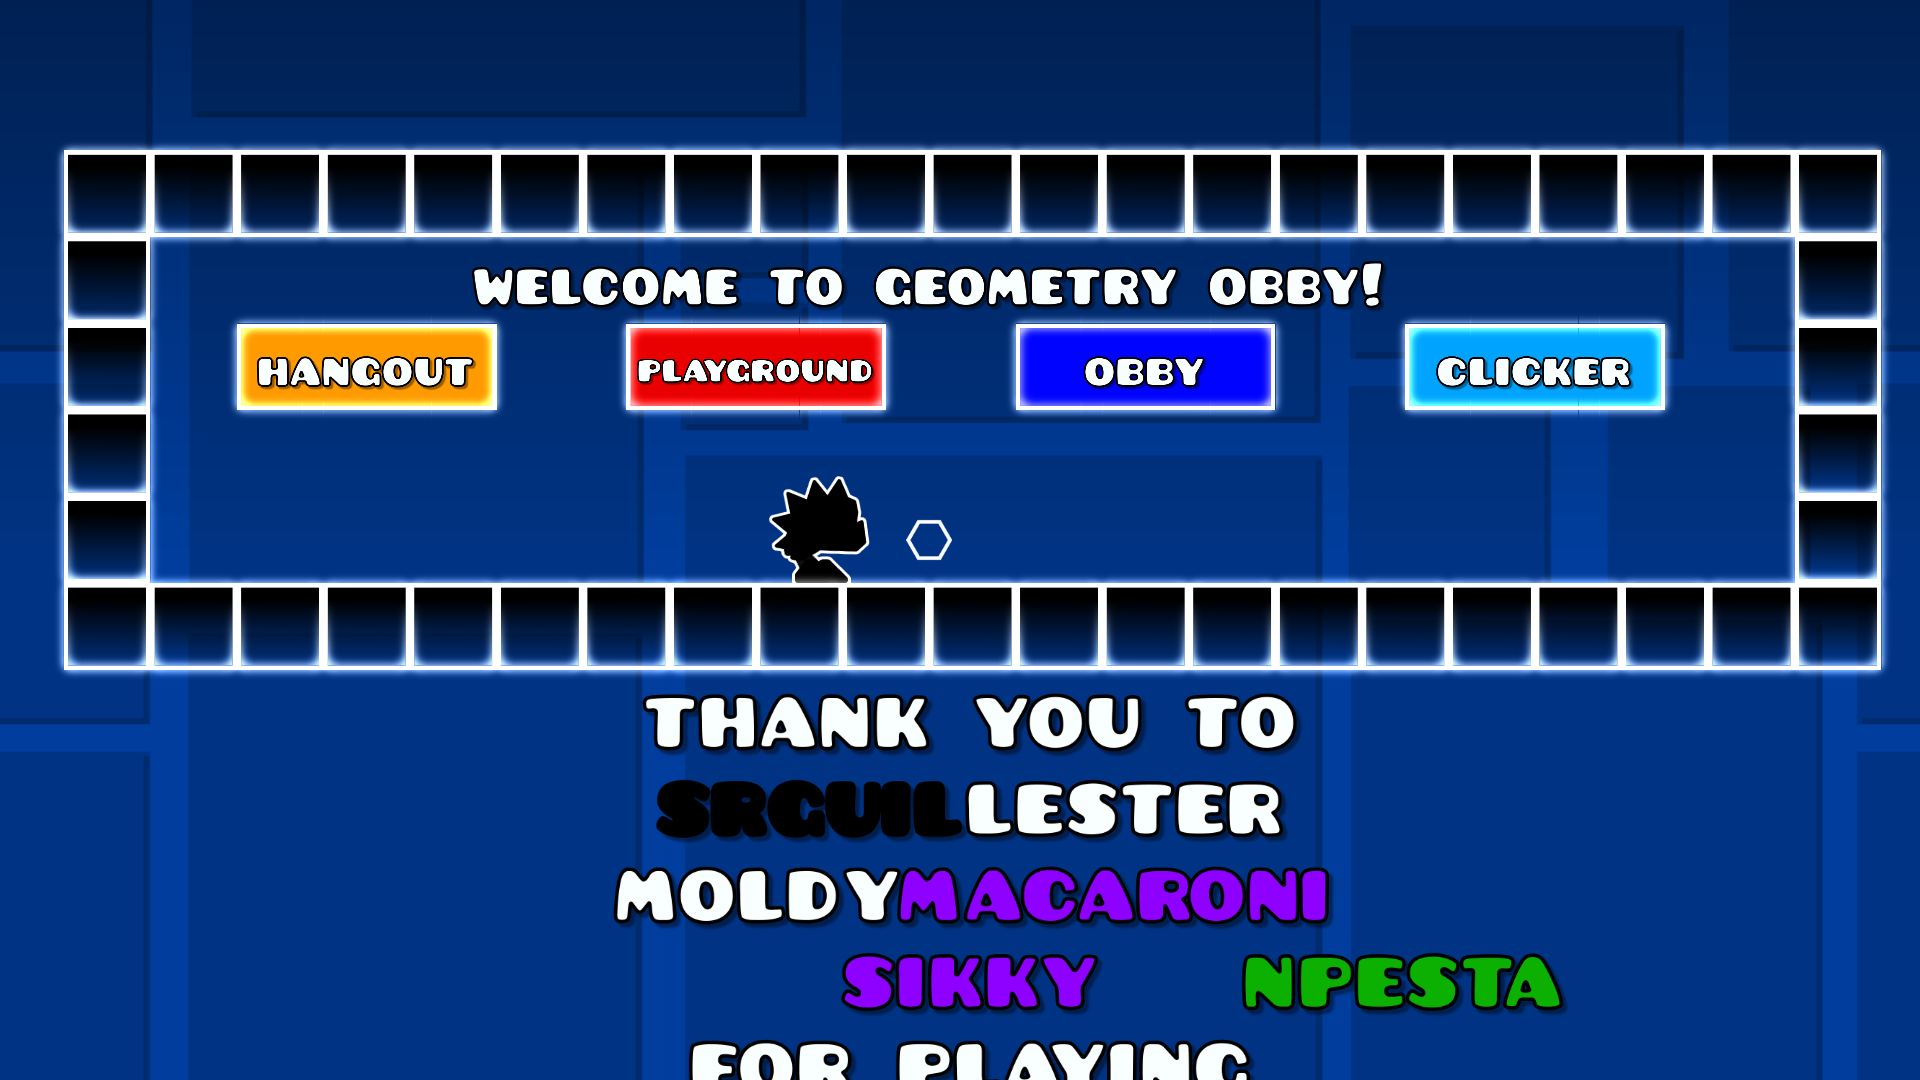 WELCOME TO GEOMETRY OBBY!
HANGOUT PLAYGROUND OBBY CLICKER
THANK YOU TO
SRGUILLESTER
MOLDYMACARONI
SIKKY NPESTA
FOR PLAYING